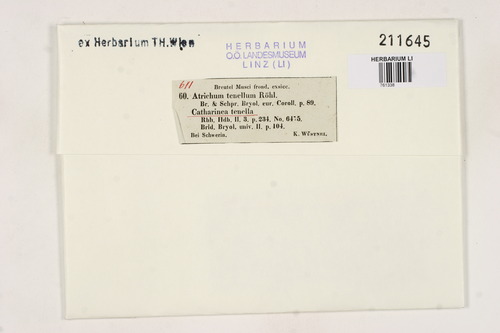 ex Herbarium TH.Wien
HERBARIUM
O.Ö. LANDESMUSEUM
LINZ (LI)
211645
HERBARIUM LI
611
Breutel Musci frond. exsicc.
60. Atrichum tenellum Röhl.
Br. & Schpr. Bryol. eur. Coroll. p. 89.
Catharinea tenella
Rbh. Hdb. II. 3. p. 234. No. 6475.
Brid. Bryol. univ. II. p. 104.
Bei Schwerin. K. Wüstnei.